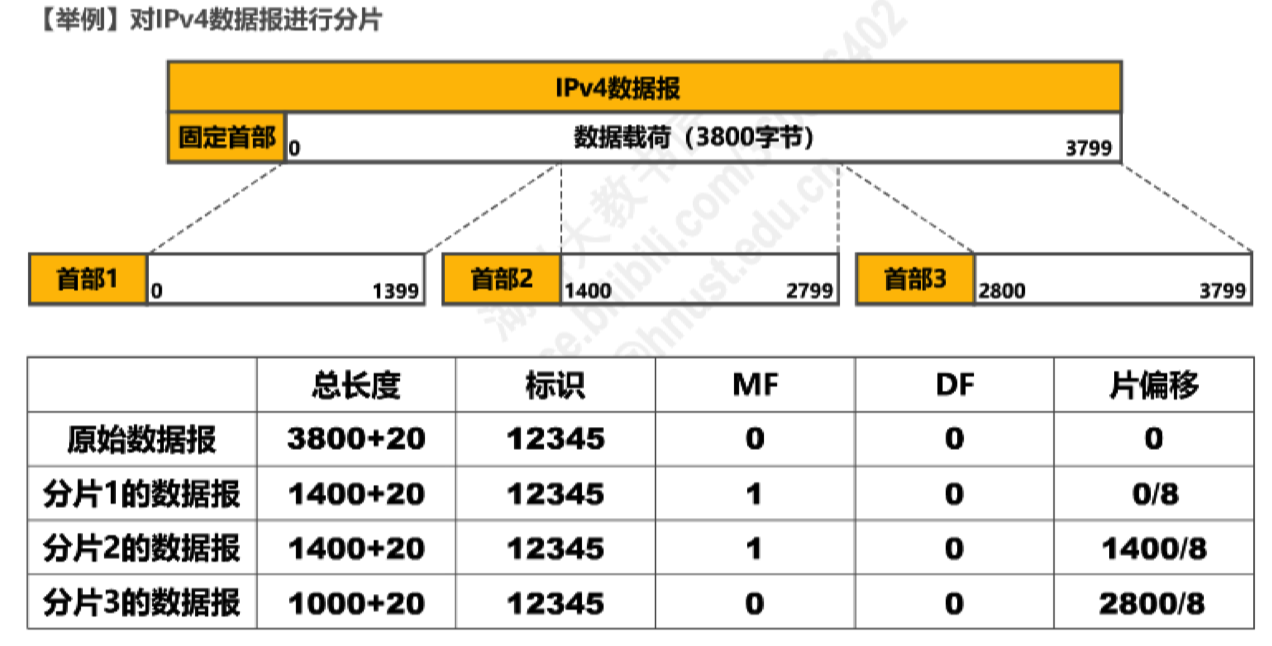 【举例】对IPv4数据报进行分片
IPv4数据报
固定首部 0 数据载荷（3800字节） 3799
首部1 0 1399 首部2 1400 2799 首部3 2800 3799
总长度 标识 MF DF 片偏移
原始数据报 3800+20 12345 0 0 0
分片1的数据报 1400+20 12345 1 0 0/8
分片2的数据报 1400+20 12345 1 0 1400/8
分片3的数据报 1000+20 12345 0 0 2800/8